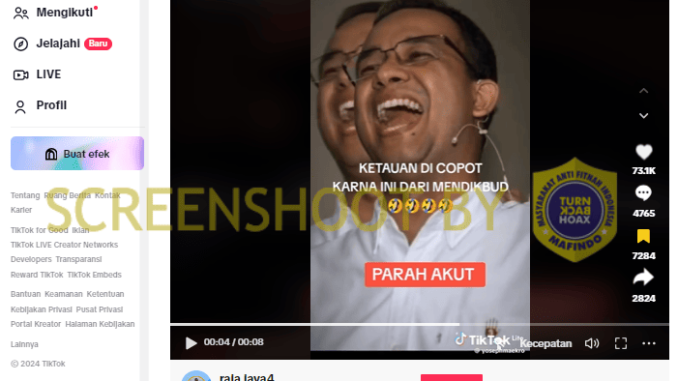 Mengikuti
Jelajahi Baru
LIVE
Profil
Buat efek
Tentang Ruang Berita Kontak
Karier
TikTok for Good Iklan
TikTok LIVE Creator Networks
Developers Transparansi
Reward TikTok TikTok Embeds
Bantuan Keamanan Ketentuan
Kebijakan Privasi Pusat Privasi
Portal Kreator Halaman Kebijakan
Lainnya
© 2024 TikTok
KETAUAN DI COPOT
KARNA INI DARI MENDIKBUD
🤣🤣🤣🤣
PARAH AKUT
SCREENSHOOT BY
MASYARAKAT ANTI FITNAH INDONESIA
TURN
BACK
HOAX
MAFINDO
73.1K
4765
7284
2824
00:04 / 00:08
TikTok Lite
Kecepatan